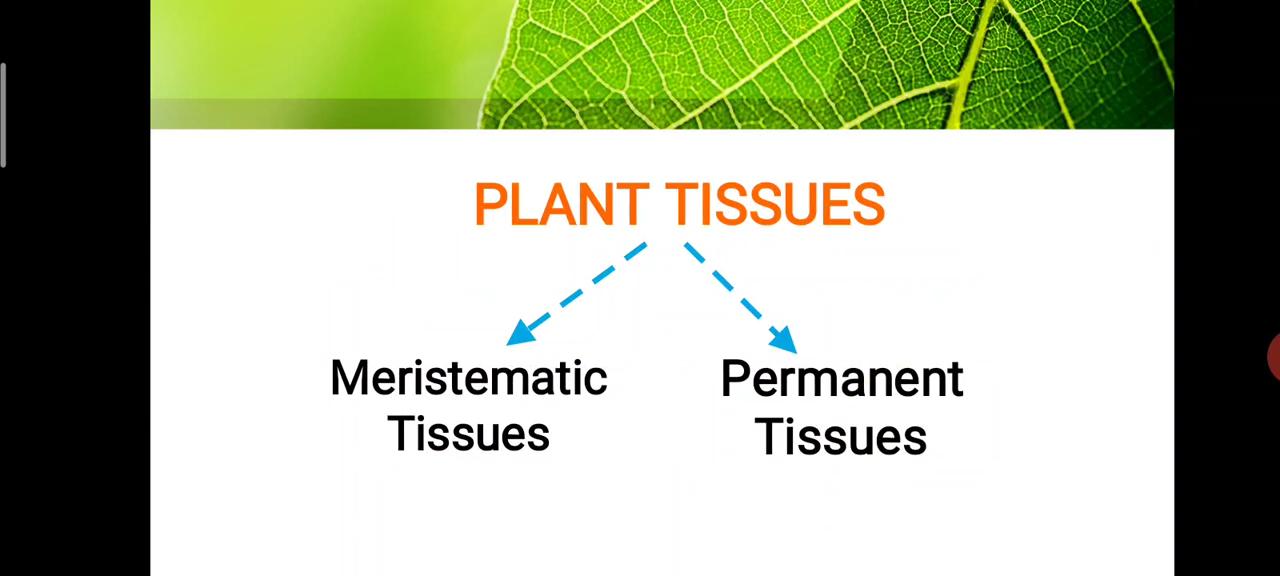 PLANT TISSUES
Meristematic
Tissues
Permanent
Tissues